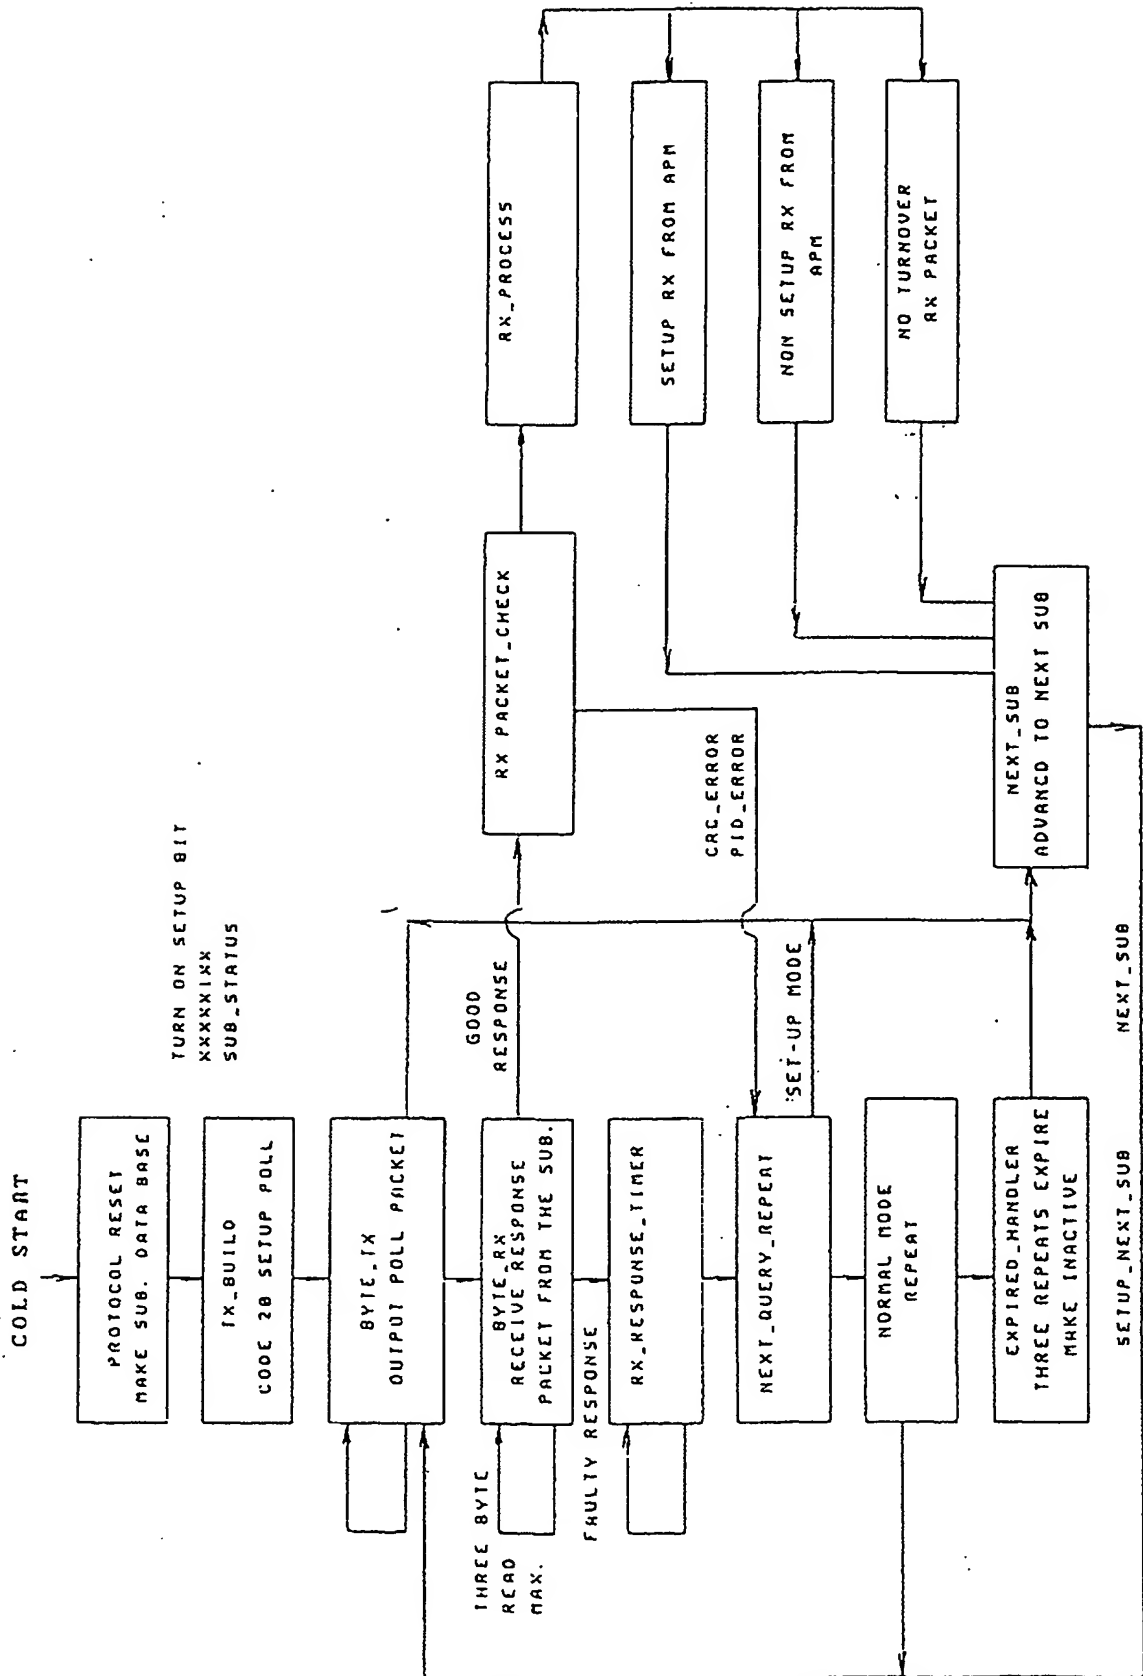 COLD START
PROTOCOL RESET
MAKE SUB. DATA BASE
TURN ON SETUP BIT
XXXXX1XX
SUB_STATUS
TX_BUILD
CODE 28 SETUP POLL
BYTE_TX
OUTPUT POLL PACKET
THREE BYTE
READ
MAX.
BYTE_RX
RECEIVE RESPONSE
PACKET FROM THE SUB.
GOOD
RESPONSE
RX PACKET_CHECK
RX_PROCESS
FAULTY RESPONSE
RX_RESPONSE_TIMER
SETUP RX FROM APM
CRC_ERROR
PID_ERROR
NEXT_QUERY_REPEAT
SET-UP MODE
NON SETUP RX FROM
APM
NORMAL MODE
REPEAT
NO TURNOVER
RX PACKET
EXPIRED_HANDLER
THREE REPEATS EXPIRE
MAKE INACTIVE
NEXT_SUB
ADVANCD TO NEXT SUB
SETUP_NEXT_SUB
NEXT_SUB